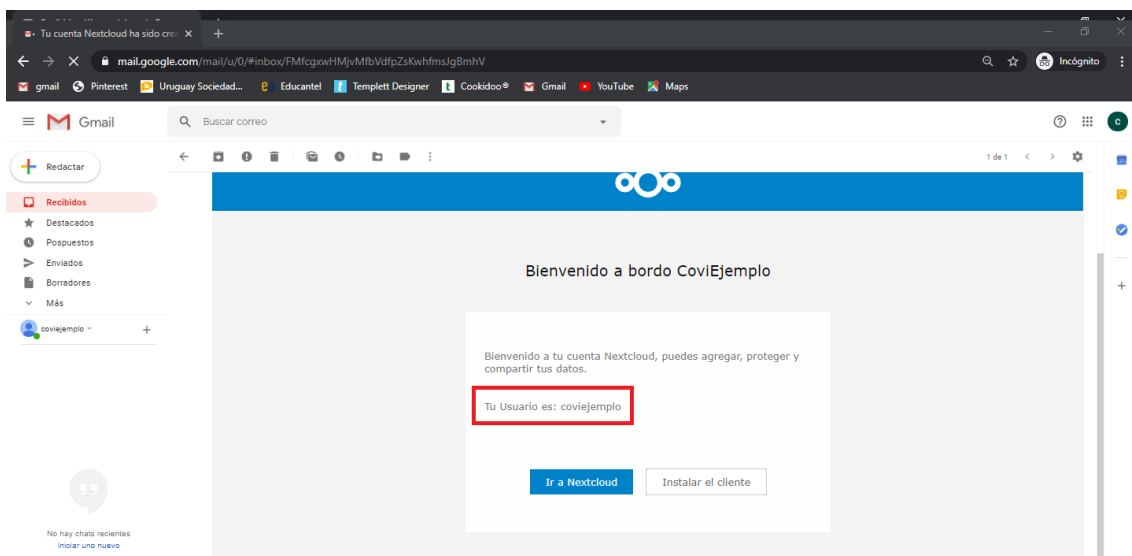 Tu cuenta Nextcloud ha sido cre
mail.google.com/mail/u/0/#inbox/FMfcgxwHMjvMfbVdfpZsKwhfmsJgBmhV
Incógnito
gmail Pinterest Uruguay Sociedad... Educantel Templett Designer Cookidoo® Gmail YouTube Maps
Gmail
Buscar correo
C
Redactar
1 de 1
Recibidos
Destacados
Pospuestos
Enviados
Borradores
Más
coviejemplo
Bienvenido a bordo CoviEjemplo
Bienvenido a tu cuenta Nextcloud, puedes agregar, proteger y
compartir tus datos.
Tu Usuario es: coviejemplo
Ir a Nextcloud Instalar el cliente
No hay chats recientes
Iniciar uno nuevo